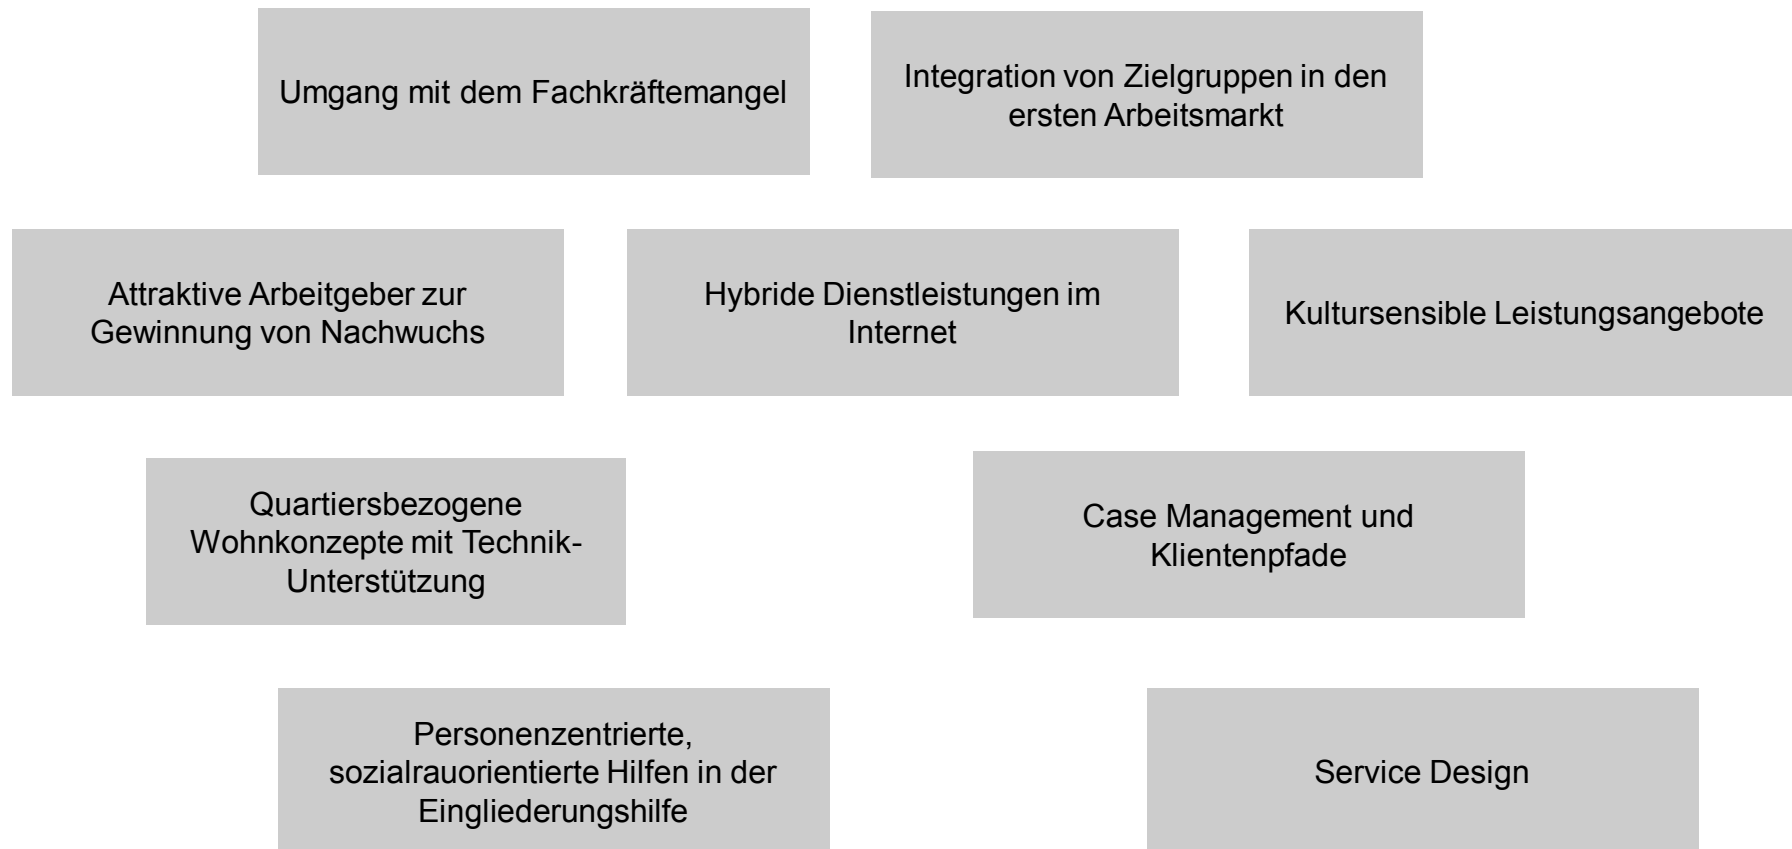 Umgang mit dem Fachkräftemangel
Integration von Zielgruppen in den
ersten Arbeitsmarkt
Attraktive Arbeitgeber zur
Gewinnung von Nachwuchs
Hybride Dienstleistungen im
Internet
Kultursensible Leistungsangebote
Quartiersbezogene
Wohnkonzepte mit Technik-
Unterstützung
Case Management und
Klientenpfade
Personenzentrierte,
sozialrauorientierte Hilfen in der
Eingliederungshilfe
Service Design